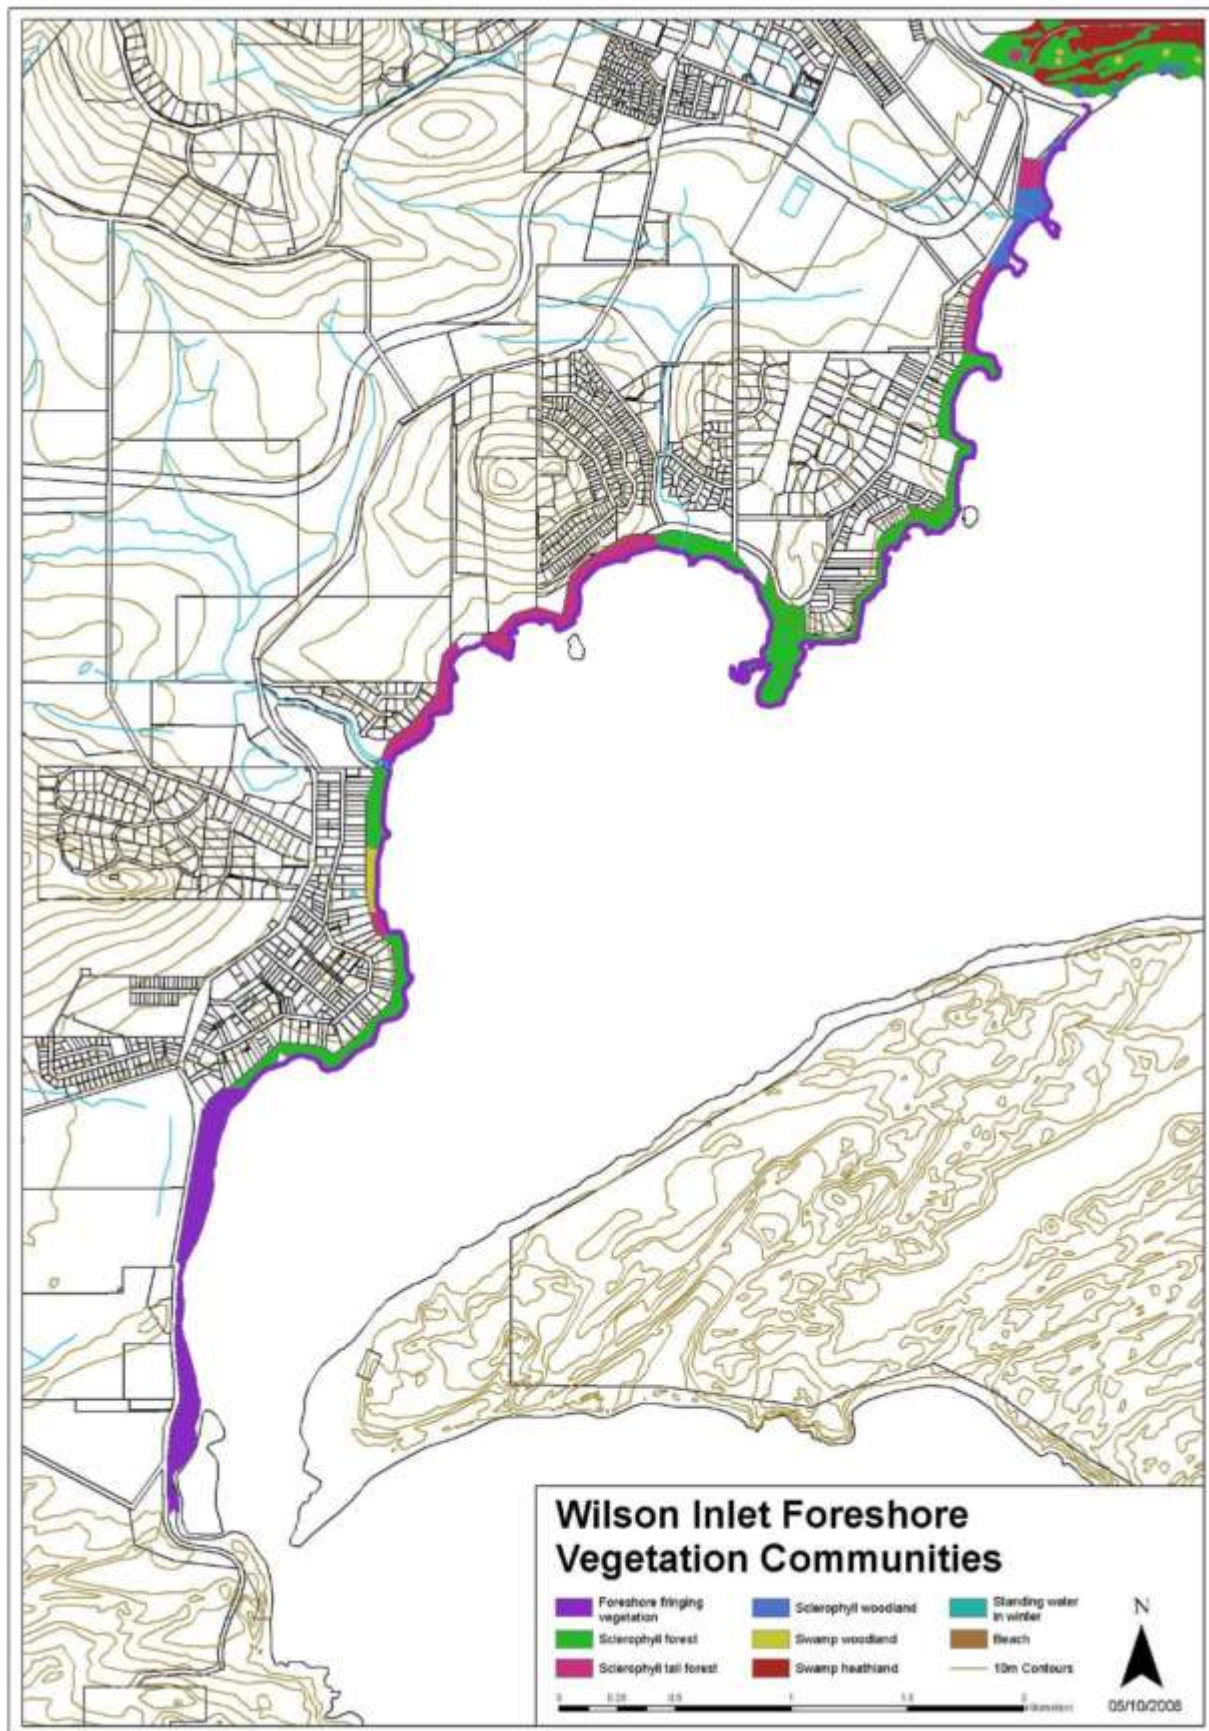 Wilson Inlet Foreshore
Vegetation Communities
Foreshore fringing
vegetation
Sclerophyll forest
Sclerophyll tall forest
Sclerophyll woodland
Swamp woodland
Swamp heathland
Standing water
in winter
Beach
10m Contours
N
0 0.25 0.5 1 1.5 2
Kilometers
05/10/2008